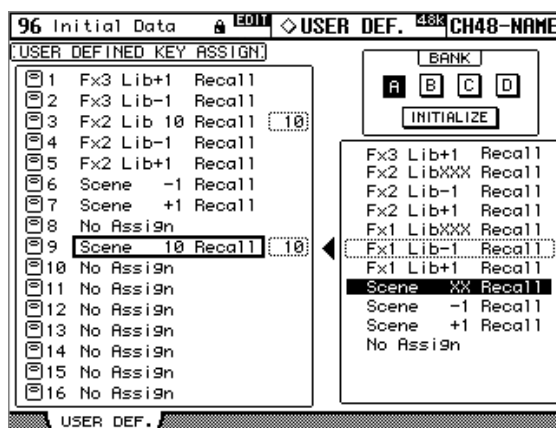 96 Initial Data EDIT ◇USER DEF. 48K CH48-NAME
USER DEFINED KEY ASSIGN:
1 Fx3 Lib+1 Recall
2 Fx3 Lib-1 Recall
3 Fx2 Lib 10 Recall 10
4 Fx2 Lib-1 Recall
5 Fx2 Lib+1 Recall
6 Scene -1 Recall
7 Scene +1 Recall
8 No Assign
9 Scene 10 Recall 10
10 No Assign
11 No Assign
12 No Assign
13 No Assign
14 No Assign
15 No Assign
16 No Assign
BANK
A B C D
INITIALIZE
Fx3 Lib+1 Recall
Fx2 LibXXX Recall
Fx2 Lib-1 Recall
Fx2 Lib+1 Recall
Fx1 LibXXX Recall
Fx1 Lib-1 Recall
Fx1 Lib+1 Recall
Scene XX Recall
Scene -1 Recall
Scene +1 Recall
No Assign
USER DEF.